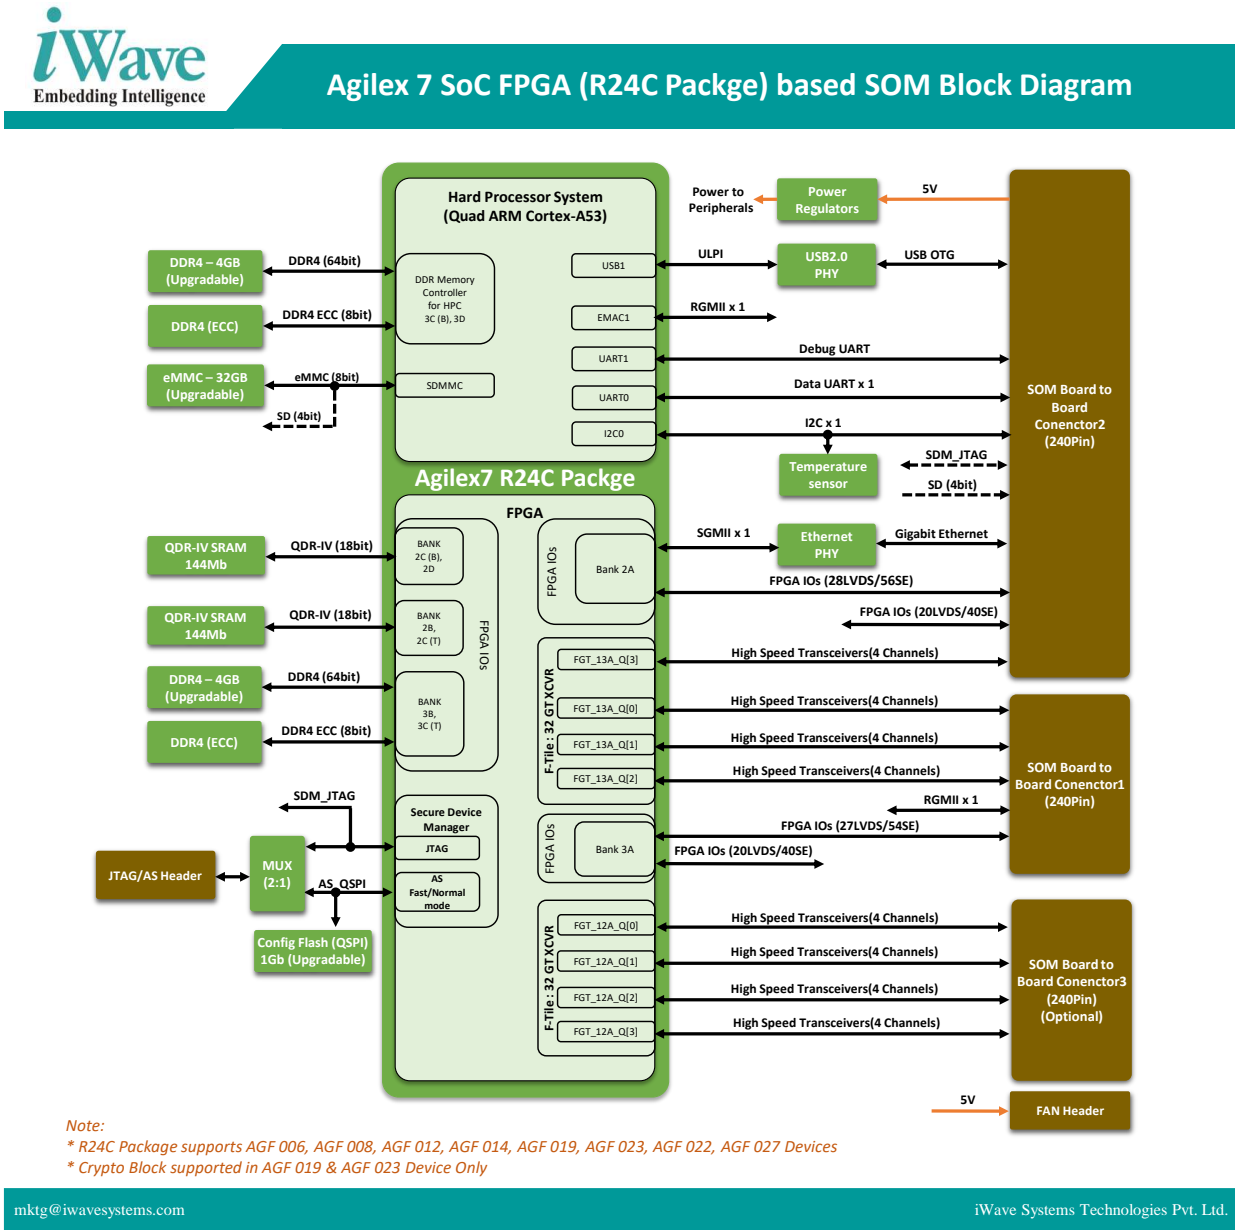 iWave
Embedding Intelligence
Agilex 7 SoC FPGA (R24C Packge) based SOM Block Diagram
Hard Processor System
(Quad ARM Cortex-A53)
DDR4 – 4GB
(Upgradable)
DDR4 (64bit)
DDR4 (ECC)
DDR4 ECC (8bit)
DDR Memory
Controller
for HPC
3C (B), 3D
eMMC – 32GB
(Upgradable)
eMMC (8bit)
SD (4bit)
SDMMC
USB1
EMAC1
UART1
UART0
I2C0
Power to
Peripherals
Power
Regulators
5V
ULPI
USB2.0
PHY
USB OTG
RGMII x 1
Debug UART
Data UART x 1
I2C x 1
Temperature
sensor
SDM_JTAG
SD (4bit)
SOM Board to
Board
Conenctor2
(240Pin)
Agilex7 R24C Packge
FPGA
QDR-IV SRAM
144Mb
QDR-IV (18bit)
BANK
2C (B),
2D
QDR-IV SRAM
144Mb
QDR-IV (18bit)
BANK
2B,
2C (T)
FPGA IOs
DDR4 – 4GB
(Upgradable)
DDR4 (64bit)
DDR4 (ECC)
DDR4 ECC (8bit)
BANK
3B,
3C (T)
FPGA IOs
Bank 2A
SGMII x 1
Ethernet
PHY
Gigabit Ethernet
FPGA IOs (28LVDS/56SE)
FPGA IOs (20LVDS/40SE)
F-Tile : 32 GT XCVR
FGT_13A_Q[3]
High Speed Transceivers(4 Channels)
FGT_13A_Q[0]
High Speed Transceivers(4 Channels)
FGT_13A_Q[1]
High Speed Transceivers(4 Channels)
FGT_13A_Q[2]
High Speed Transceivers(4 Channels)
RGMII x 1
SOM Board to
Board Conenctor1
(240Pin)
FPGA IOs
Bank 3A
FPGA IOs (27LVDS/54SE)
FPGA IOs (20LVDS/40SE)
SDM_JTAG
Secure Device
Manager
JTAG
AS
Fast/Normal
mode
JTAG/AS Header
MUX
(2:1)
AS_QSPI
Config Flash (QSPI)
1Gb (Upgradable)
F-Tile : 32 GT XCVR
FGT_12A_Q[0]
High Speed Transceivers(4 Channels)
FGT_12A_Q[1]
High Speed Transceivers(4 Channels)
FGT_12A_Q[2]
High Speed Transceivers(4 Channels)
FGT_12A_Q[3]
High Speed Transceivers(4 Channels)
SOM Board to
Board Conenctor3
(240Pin)
(Optional)
5V
FAN Header
Note:
* R24C Package supports AGF 006, AGF 008, AGF 012, AGF 014, AGF 019, AGF 023, AGF 022, AGF 027 Devices
* Crypto Block supported in AGF 019 & AGF 023 Device Only
mktg@iwavesystems.com
iWave Systems Technologies Pvt. Ltd.